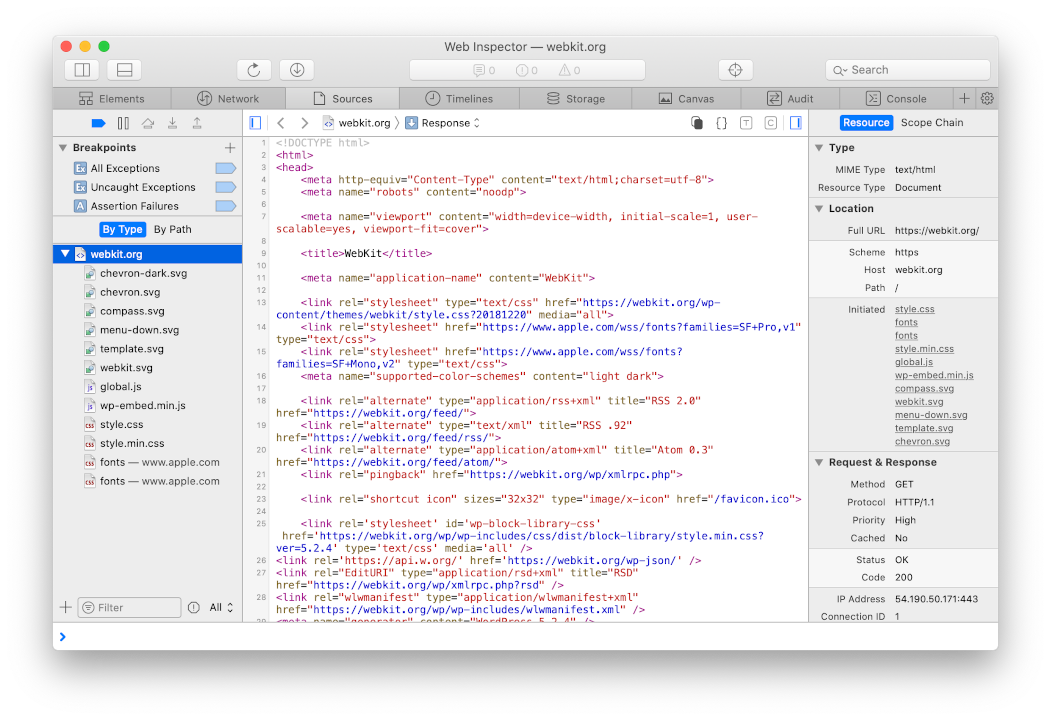 Web Inspector — webkit.org
0 0 0
Search
Elements Network Sources Timelines Storage Canvas Audit Console
webkit.org Response
{} T C
Resource Scope Chain
Breakpoints
Ex All Exceptions
Ex Uncaught Exceptions
A Assertion Failures
By Type By Path
webkit.org
chevron-dark.svg
chevron.svg
compass.svg
menu-down.svg
template.svg
webkit.svg
js global.js
js wp-embed.min.js
css style.css
css style.min.css
css fonts — www.apple.com
css fonts — www.apple.com
Filter All
1 <!DOCTYPE html>
2 <html>
3 <head>
4 <meta http-equiv="Content-Type" content="text/html;charset=utf-8">
5 <meta name="robots" content="noodp">
6
7 <meta name="viewport" content="width=device-width, initial-scale=1, user-
scalable=yes, viewport-fit=cover">
8
9 <title>WebKit</title>
10
11 <meta name="application-name" content="WebKit">
12
13 <link rel="stylesheet" type="text/css" href="https://webkit.org/wp-
content/themes/webkit/style.css?20181220" media="all">
14 <link rel="stylesheet" href="https://www.apple.com/wss/fonts?families=SF+Pro,v1"
type="text/css">
15 <link rel="stylesheet" href="https://www.apple.com/wss/fonts?
families=SF+Mono,v2" type="text/css">
16 <meta name="supported-color-schemes" content="light dark">
17
18 <link rel="alternate" type="application/rss+xml" title="RSS 2.0"
href="https://webkit.org/feed/">
19 <link rel="alternate" type="text/xml" title="RSS .92"
href="https://webkit.org/feed/rss/">
20 <link rel="alternate" type="application/atom+xml" title="Atom 0.3"
href="https://webkit.org/feed/atom/">
21 <link rel="pingback" href="https://webkit.org/wp/xmlrpc.php">
22
23 <link rel="shortcut icon" sizes="32x32" type="image/x-icon" href="/favicon.ico">
24
25 <link rel='stylesheet' id='wp-block-library-css'
href='https://webkit.org/wp/wp-includes/css/dist/block-library/style.min.css?
ver=5.2.4' type='text/css' media='all' />
26 <link rel='https://api.w.org/' href='https://webkit.org/wp-json/' />
27 <link rel="EditURI" type="application/rsd+xml" title="RSD"
href="https://webkit.org/wp/xmlrpc.php?rsd" />
28 <link rel="wlwmanifest" type="application/wlwmanifest+xml"
href="https://webkit.org/wp/wp-includes/wlwmanifest.xml" />
29 <meta name="generator" content="WordPress 5.2.4" />
Type
MIME Type text/html
Resource Type Document
Location
Full URL https://webkit.org/
Scheme https
Host webkit.org
Path /
Initiated style.css
fonts
fonts
style.min.css
global.js
wp-embed.min.js
compass.svg
webkit.svg
menu-down.svg
template.svg
chevron.svg
Request & Response
Method GET
Protocol HTTP/1.1
Priority High
Cached No
Status OK
Code 200
IP Address 54.190.50.171:443
Connection ID 1